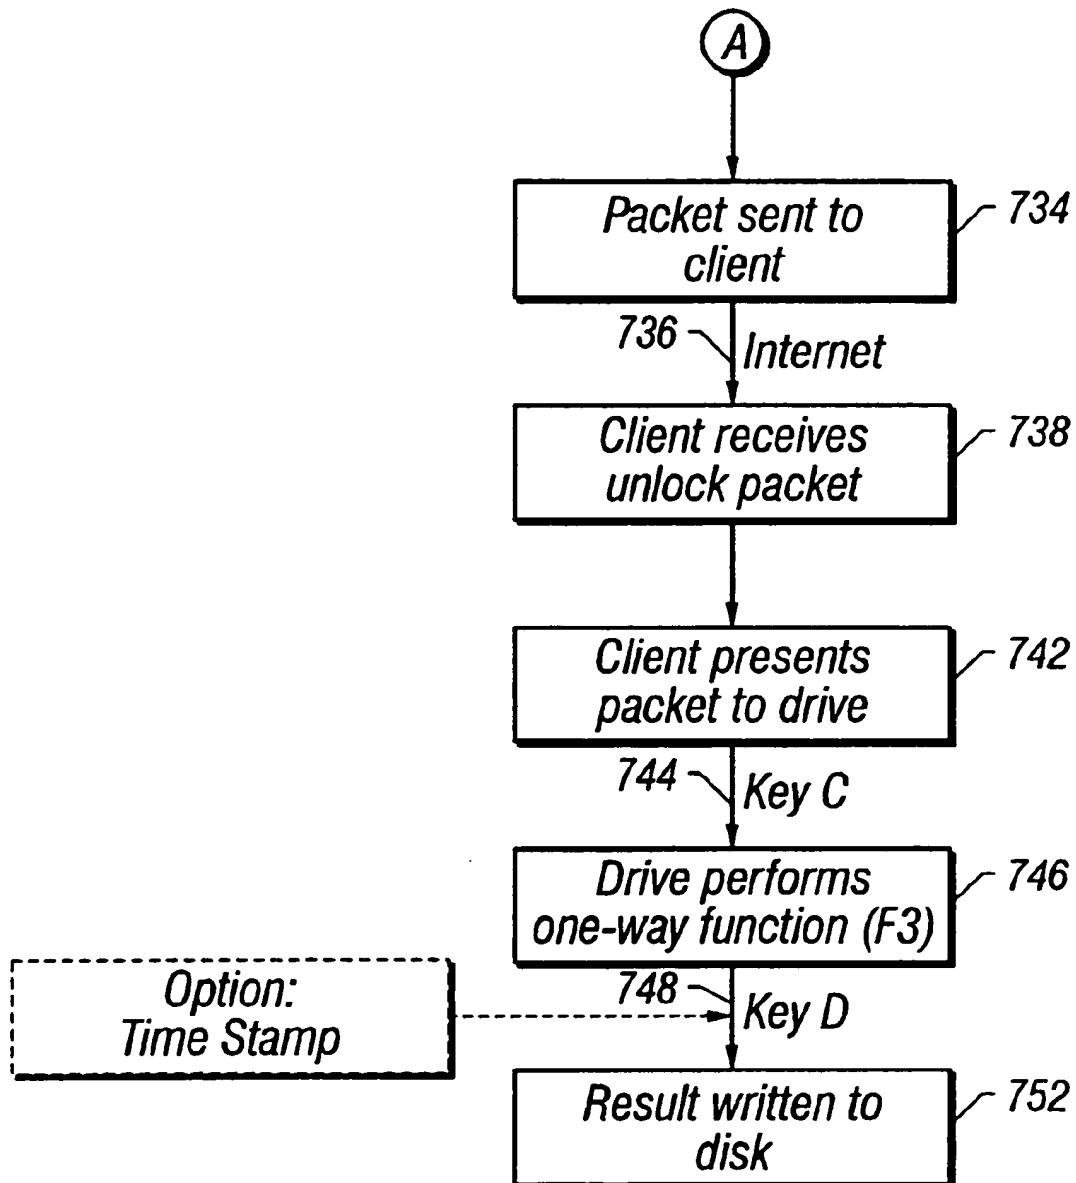 A
Packet sent to
client
734
736
Internet
Client receives
unlock packet
738
Client presents
packet to drive
742
744
Key C
Drive performs
one-way function (F3)
746
Option:
Time Stamp
748
Key D
Result written to
disk
752